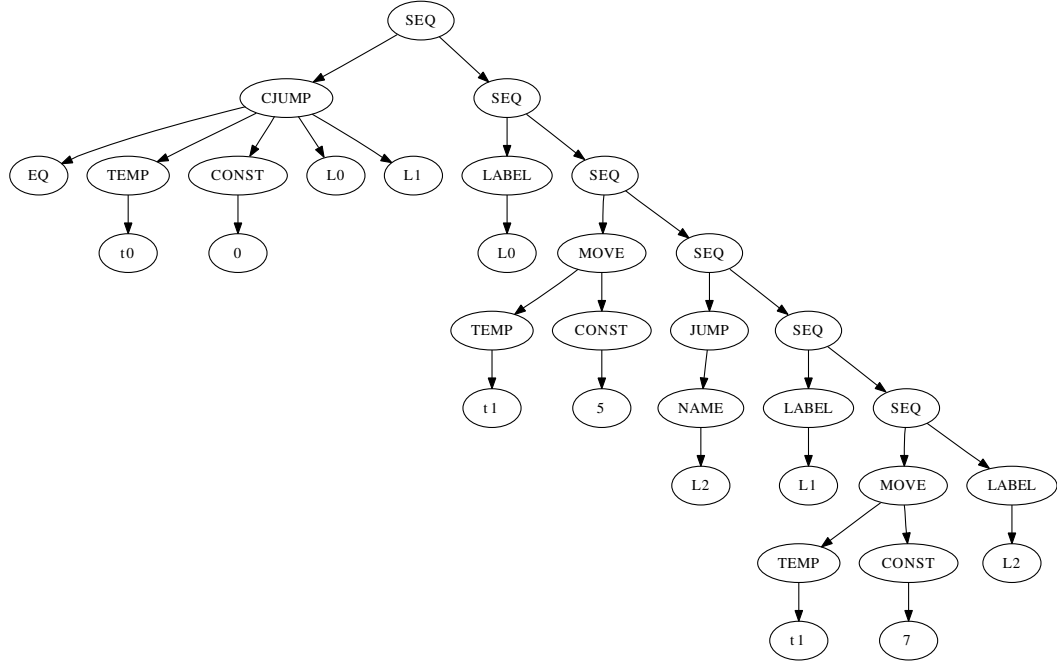 SEQ
CJUMP SEQ
EQ TEMP CONST L0 L1 LABEL SEQ
t0 0 L0 MOVE SEQ
TEMP CONST JUMP SEQ
t1 5 NAME LABEL SEQ
L2 L1 MOVE LABEL
TEMP CONST L2
t1 7